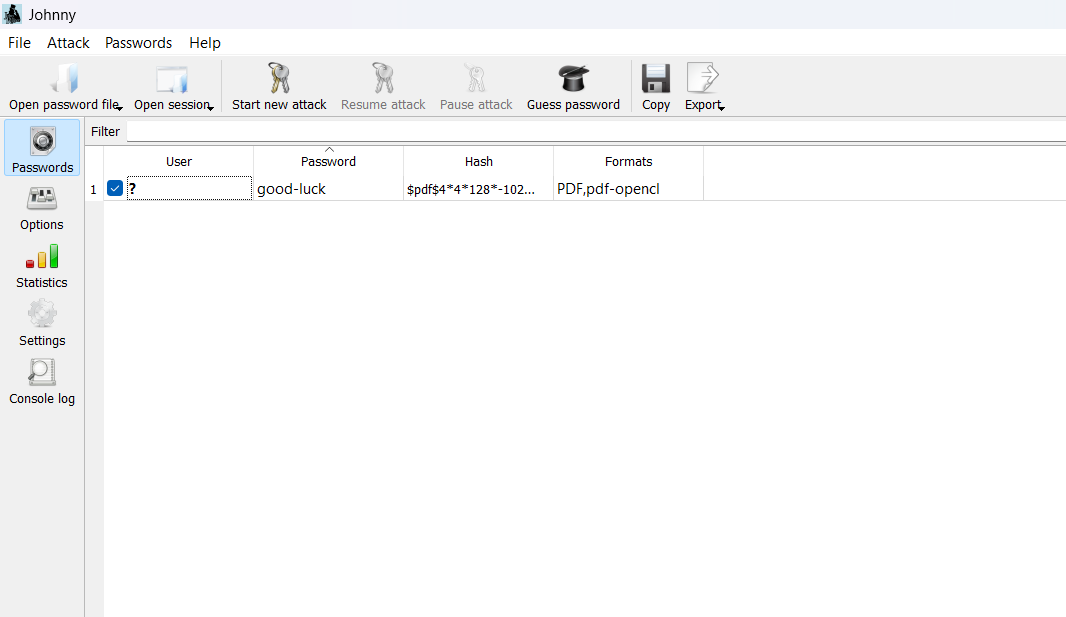 Johnny
File Attack Passwords Help
Open password file Open session Start new attack Resume attack Pause attack Guess password Copy Export
Passwords
Options
Statistics
Settings
Console log
Filter
User Password Hash Formats
1 ? good-luck $pdf$4*4*128*-102... PDF,pdf-opencl